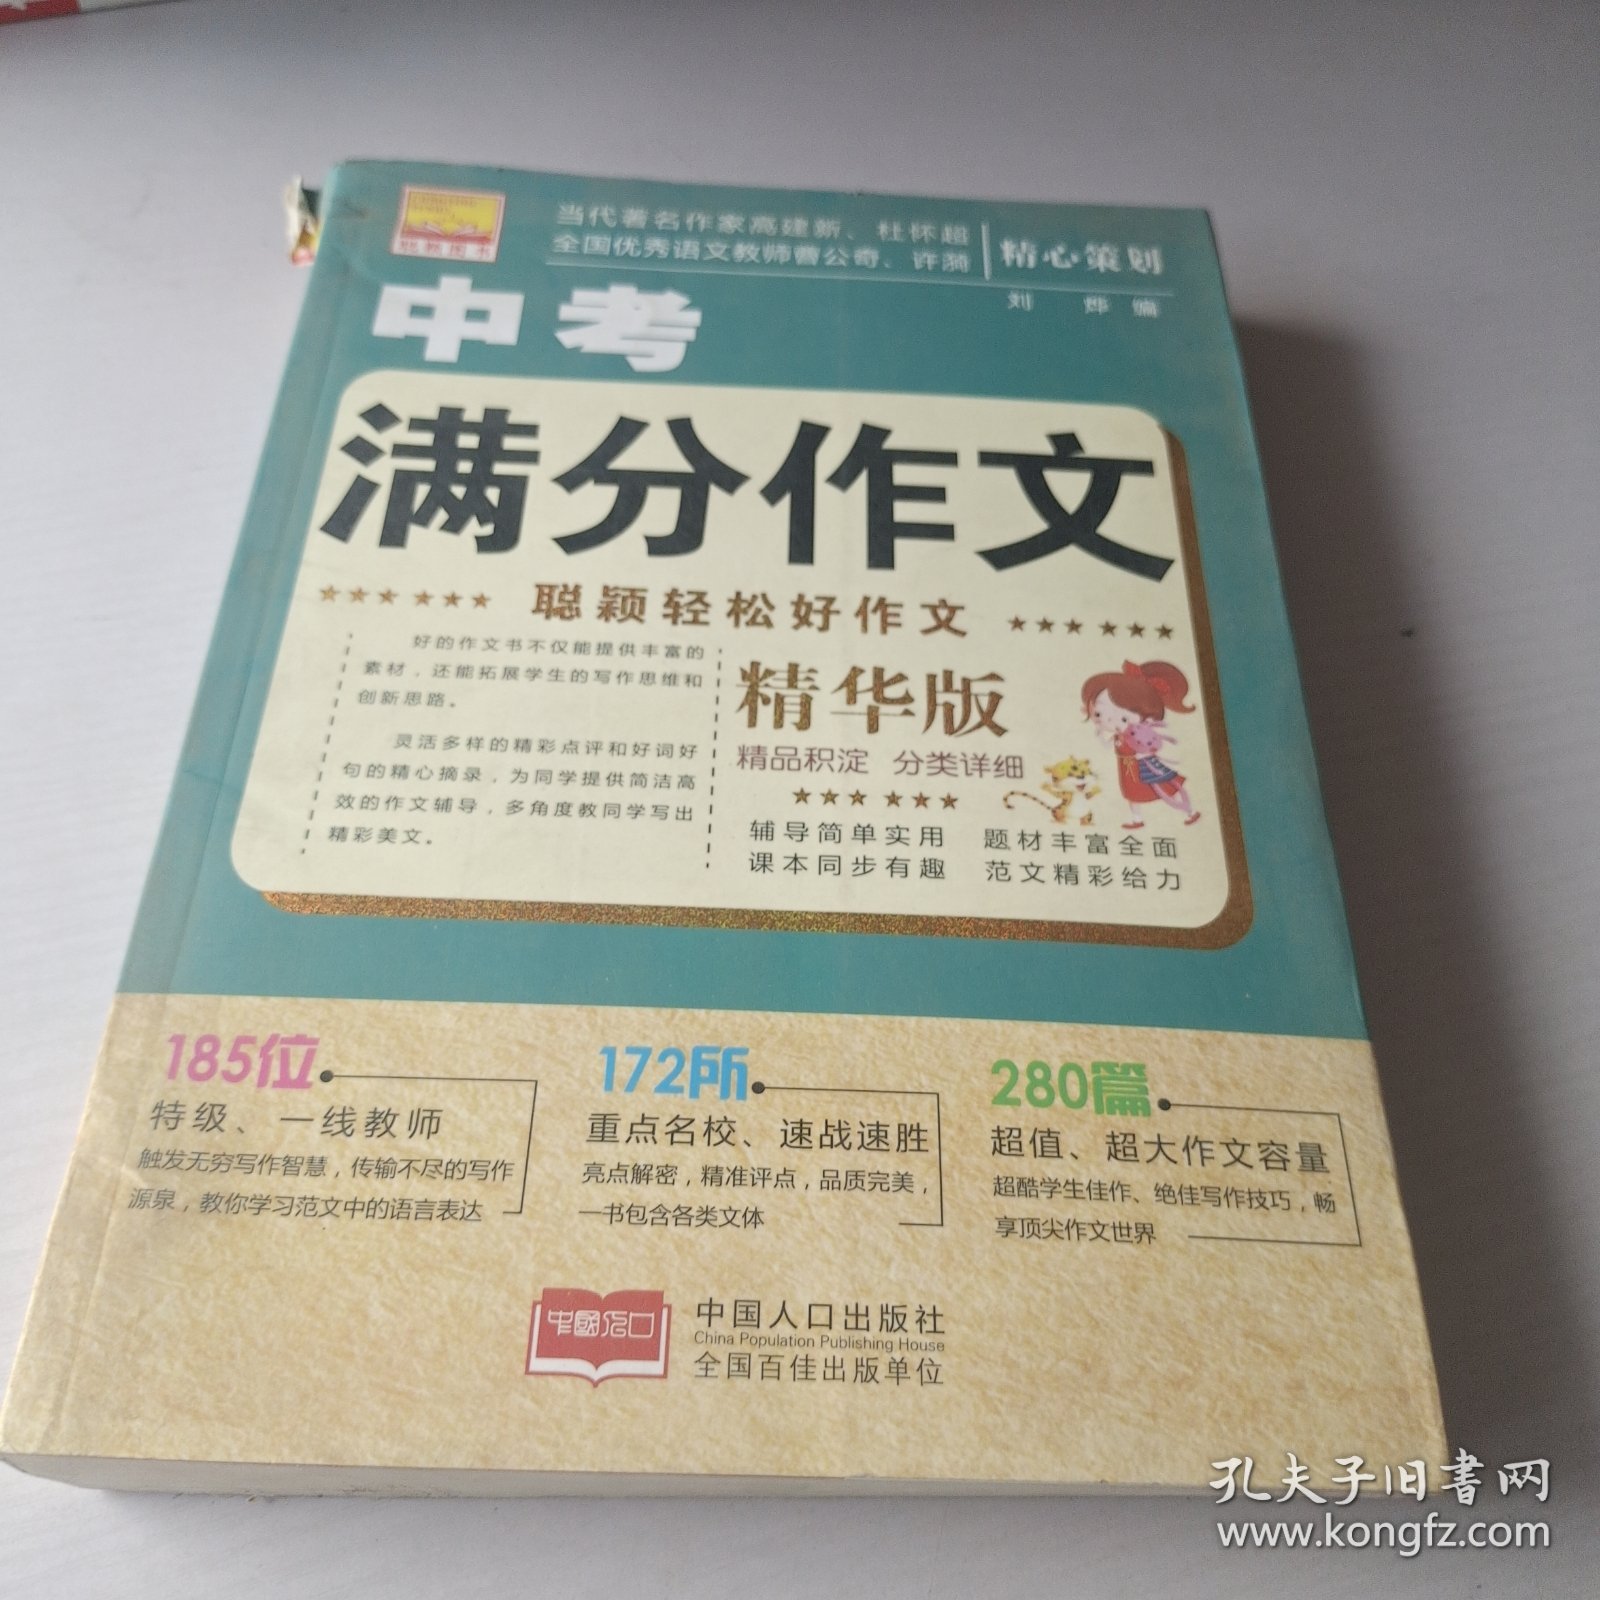 当代著名作家高建新、杜怀超
全国优秀语文教师曹公奇、许漪
精心策划
刘 烨 编
中考
满分作文
聪颖轻松好作文
好的作文书不仅能提供丰富的
素材，还能拓展学生的写作思维和
创新思路。
灵活多样的精彩点评和好词好
句的精心摘录，为同学提供简洁高
效的作文辅导，多角度教同学写出
精彩美文。
精华版
精品积淀 分类详细
辅导简单实用 题材丰富全面
课本同步有趣 范文精彩给力
185位
特级、一线教师
触发无穷写作智慧，传输不尽的写作
源泉，教你学习范文中的语言表达
172所
重点名校、速战速胜
亮点解密，精准评点，品质完美，
一书包含各类文体
280篇
超值、超大作文容量
超酷学生佳作、绝佳写作技巧，畅
享顶尖作文世界
中國人口
中国人口出版社
China Population Publishing House
全国百佳出版单位
孔夫子旧书网
www.kongfz.com